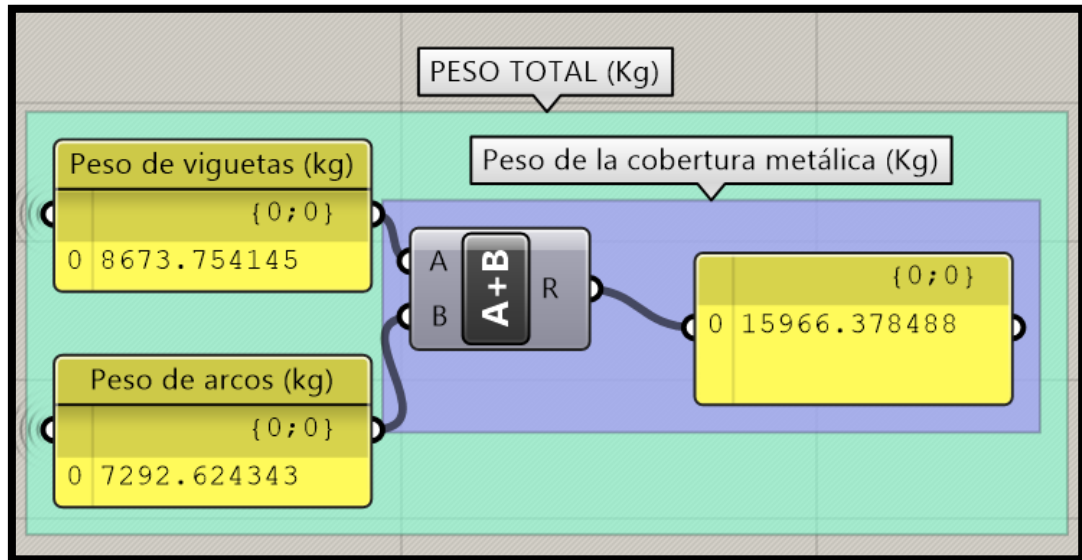 PESO TOTAL (Kg)
Peso de viguetas (kg)
{0;0}
0 8673.754145
Peso de la cobertura metálica (Kg)
A
B
A+B
R
{0;0}
0 15966.378488
Peso de arcos (kg)
{0;0}
0 7292.624343